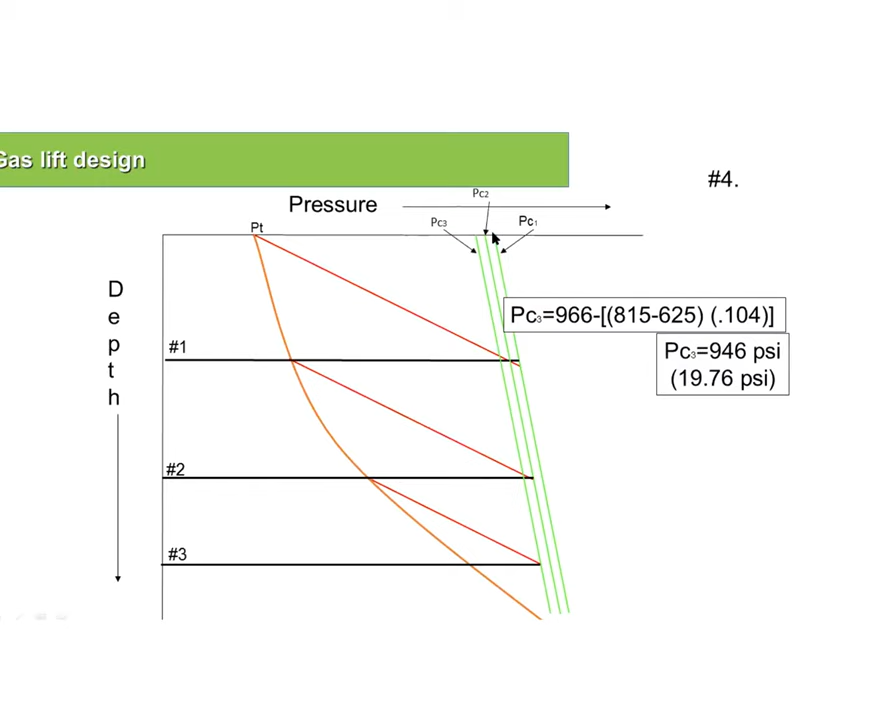 Gas lift design
#4.
Pressure
Pc2
Pc3
Pc1
Pt
D
e
p
t
h
#1
Pc3=966-[(815-625) (.104)]
Pc3=946 psi
(19.76 psi)
#2
#3